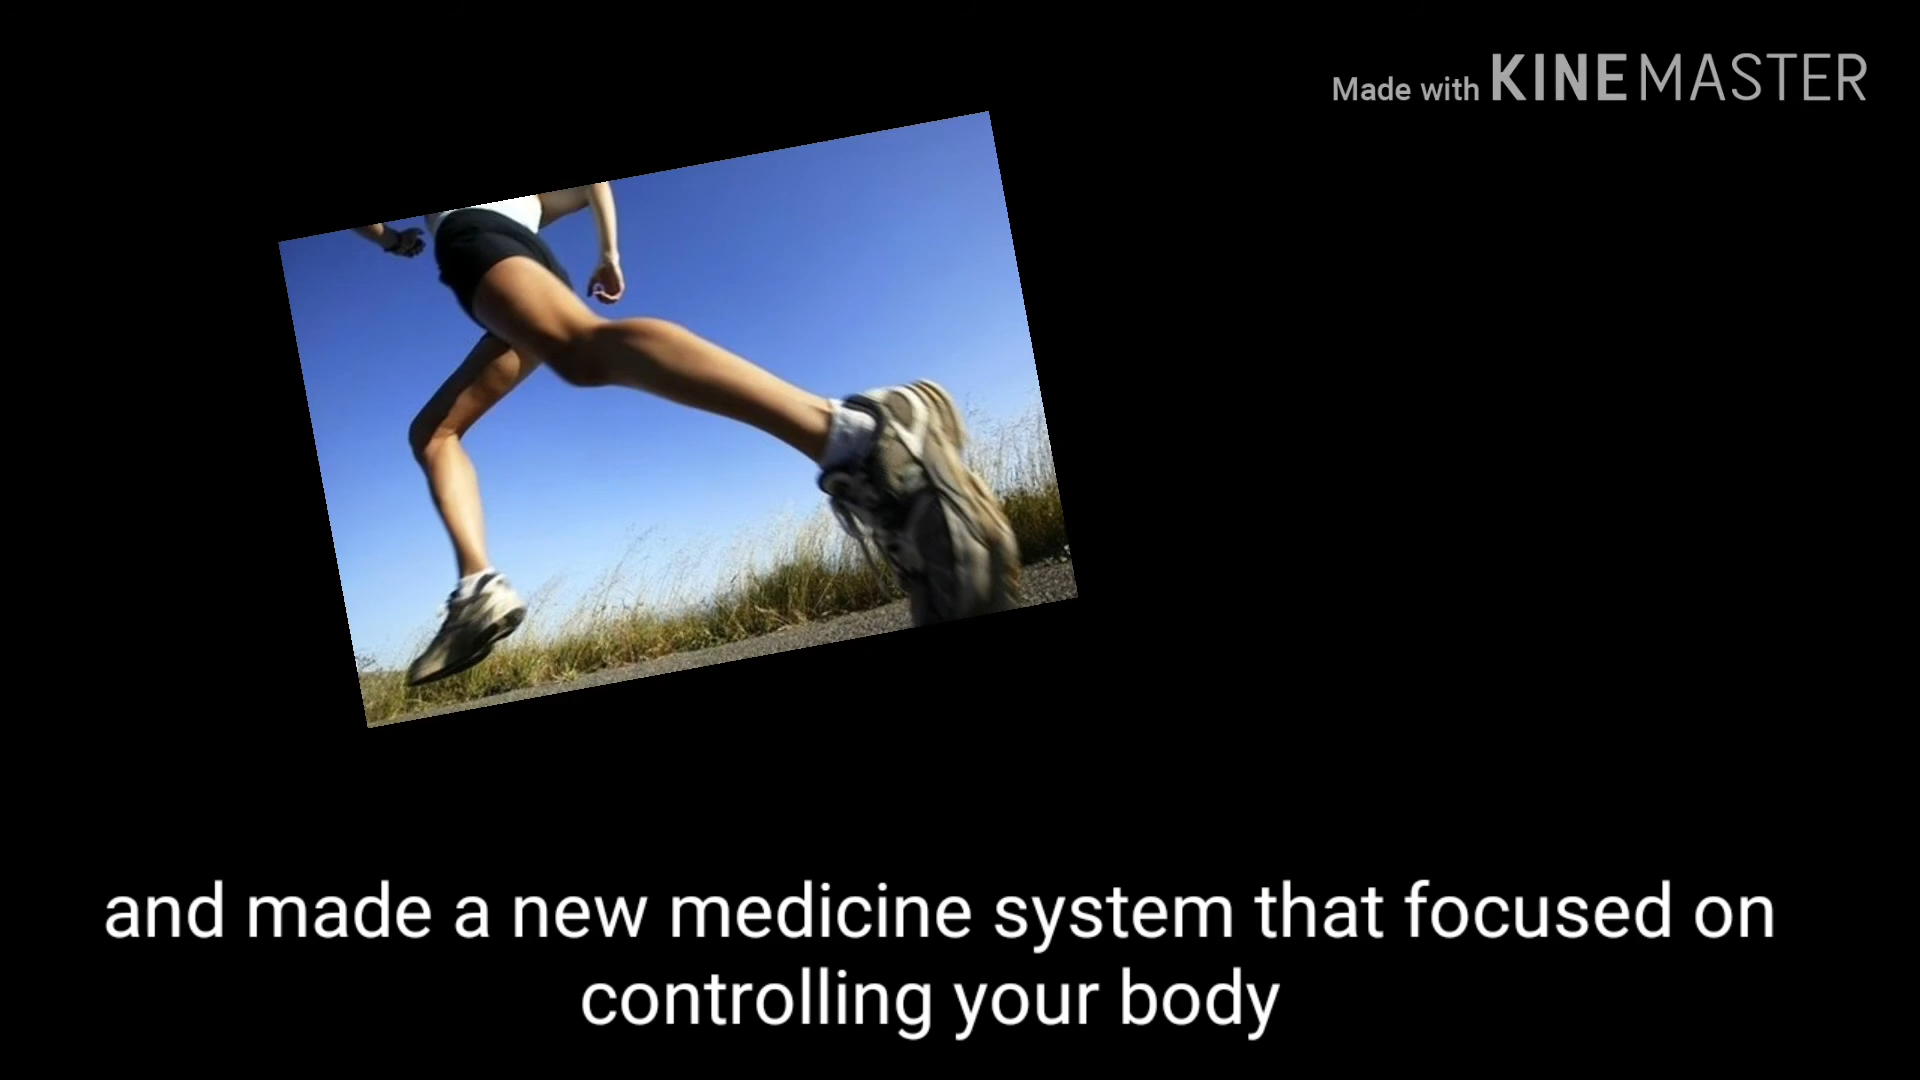 Made with KINEMASTER
and made a new medicine system that focused on
controlling your body